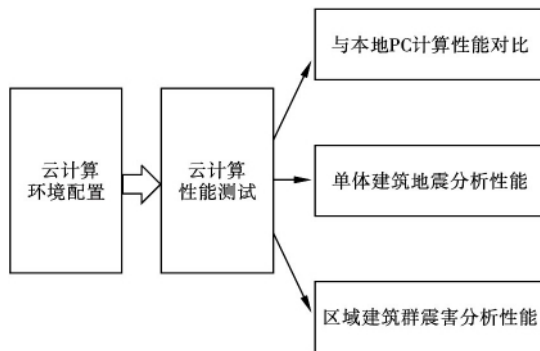 与本地PC计算性能对比
云计算
环境配置
云计算
性能测试
单体建筑地震分析性能
区域建筑群震害分析性能